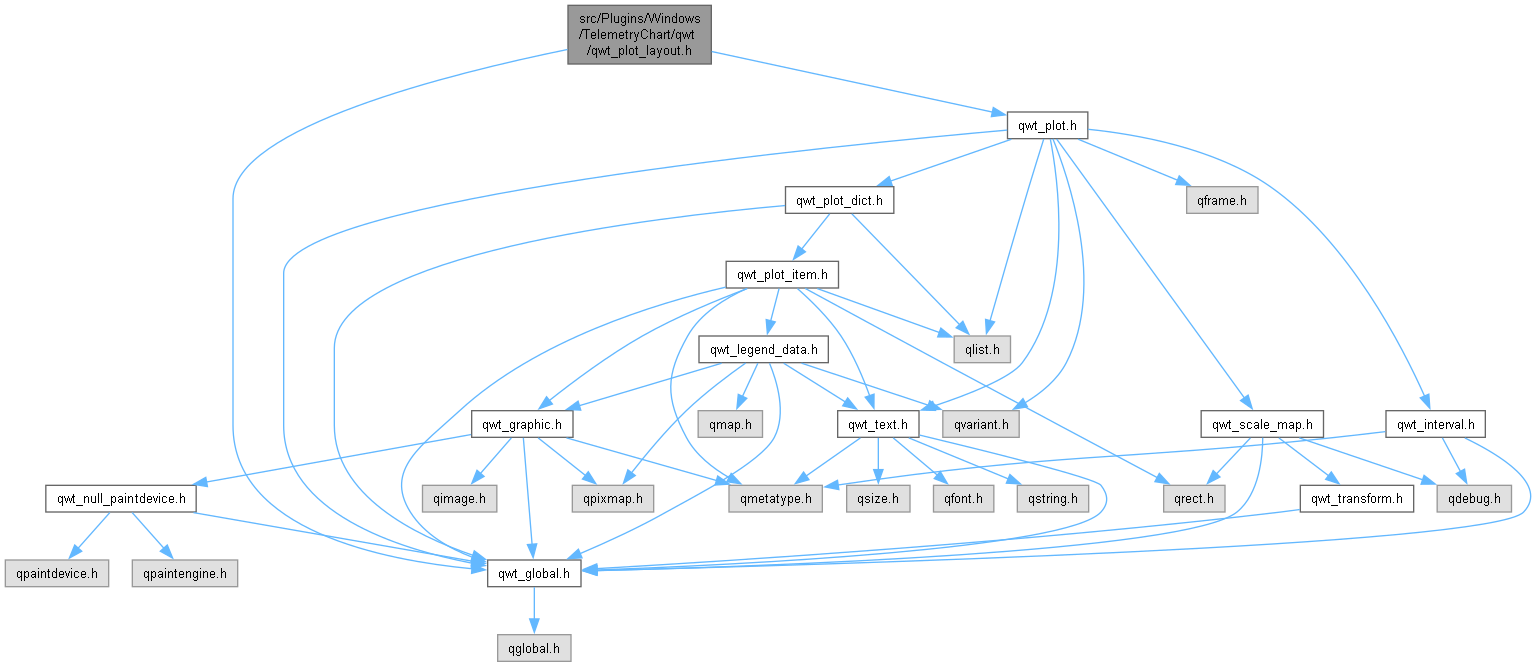 src/Plugins/Windows
/TelemetryChart/qwt
/qwt_plot_layout.h
qwt_plot.h
qwt_plot_dict.h
qframe.h
qwt_plot_item.h
qwt_legend_data.h
qlist.h
qwt_graphic.h
qmap.h
qwt_text.h
qvariant.h
qwt_scale_map.h
qwt_interval.h
qwt_null_paintdevice.h
qimage.h
qpixmap.h
qmetatype.h
qsize.h
qfont.h
qstring.h
qrect.h
qwt_transform.h
qdebug.h
qpaintdevice.h
qpaintengine.h
qwt_global.h
qglobal.h